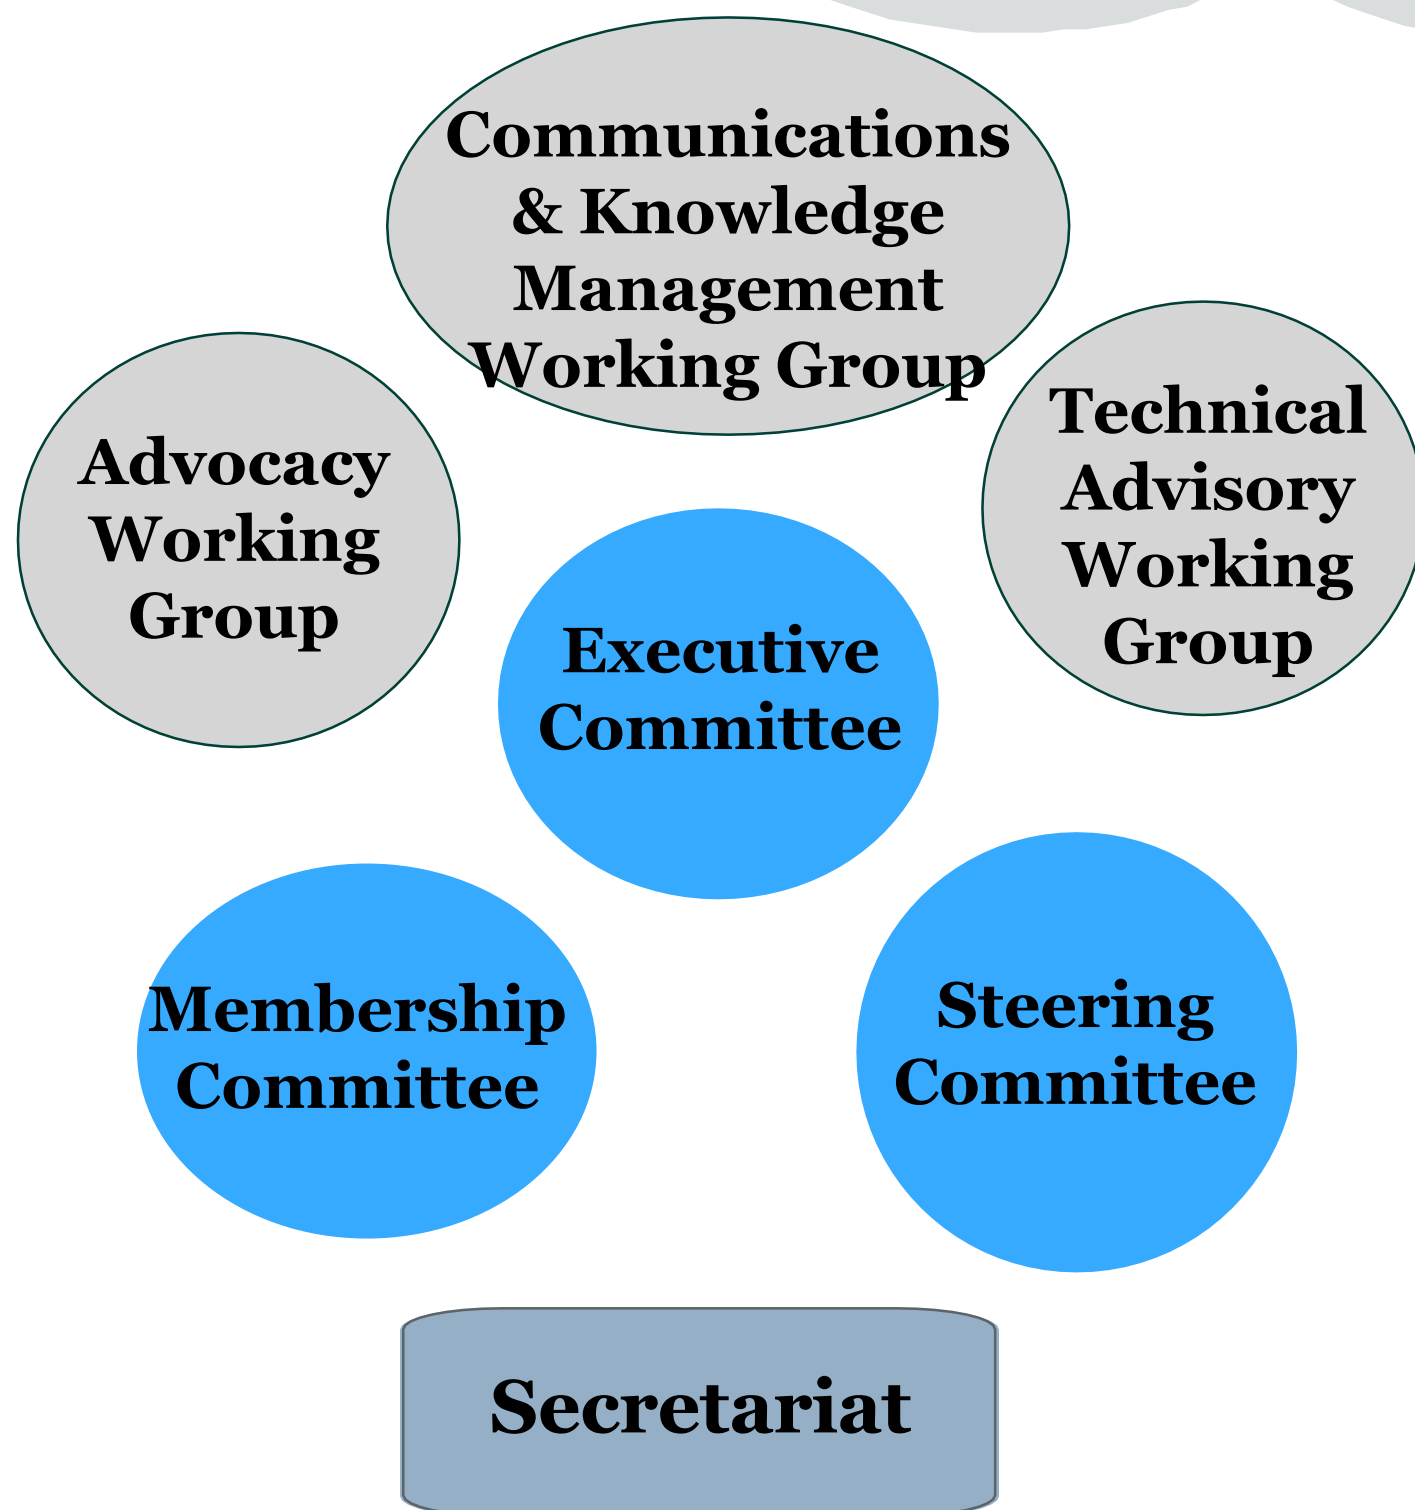 Communications
& Knowledge
Management
Working Group
Advocacy
Working
Group
Technical
Advisory
Working
Group
Executive
Committee
Membership
Committee
Steering
Committee
Secretariat